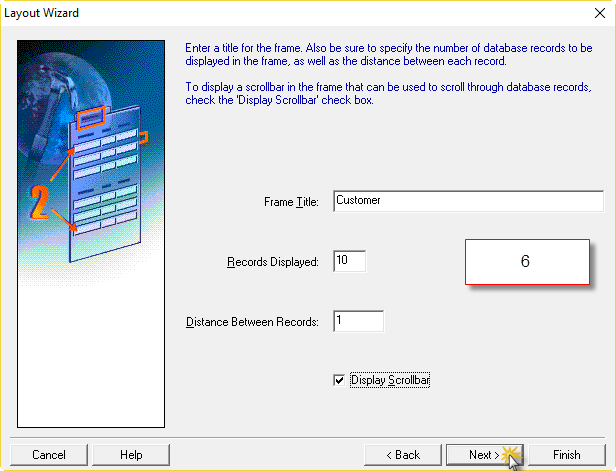 Layout Wizard
Enter a title for the frame. Also be sure to specify the number of database records to be
displayed in the frame, as well as the distance between each record.
To display a scrollbar in the frame that can be used to scroll through database records,
check the 'Display Scrollbar' check box.
2
Frame Title: Customer
Records Displayed: 10
6
Distance Between Records: 1
Display Scrollbar
Cancel Help < Back Next > Finish